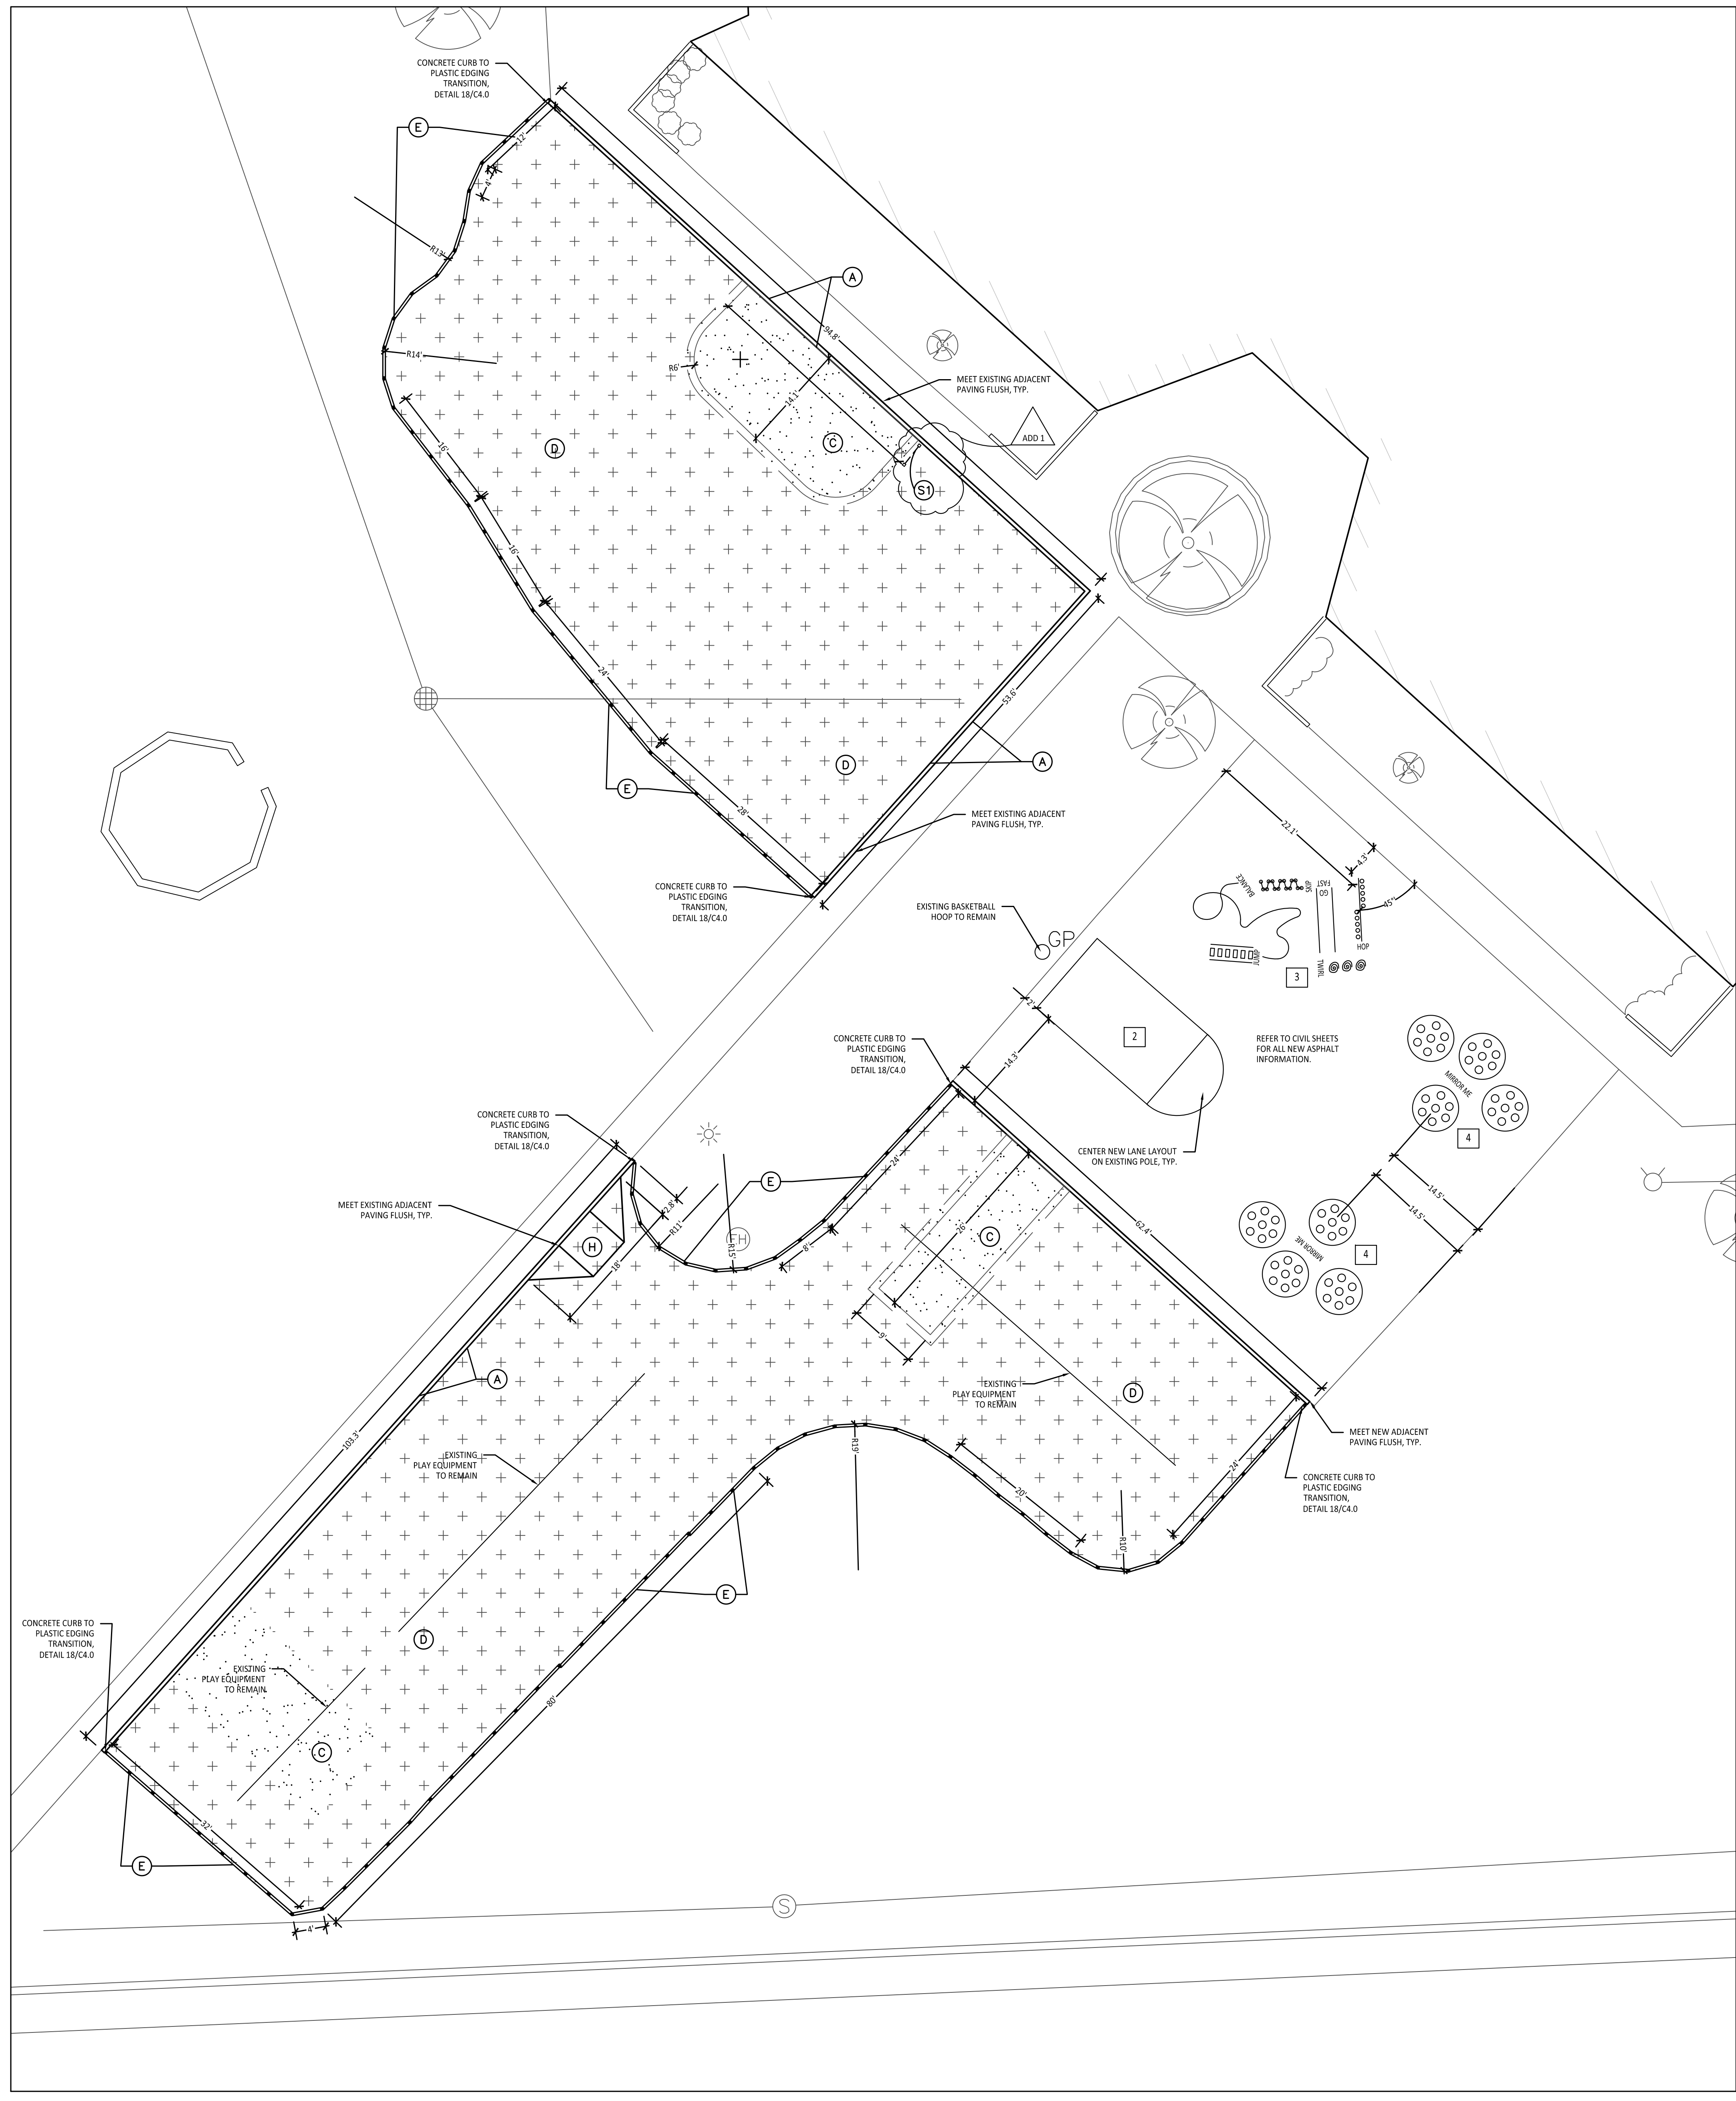 CONCRETE CURB TO
PLASTIC EDGING
TRANSITION,
DETAIL 18/C4.0
E
12'
4'
R13'
R14'
A
94.8'
R6'
14.1'
MEET EXISTING ADJACENT
PAVING FLUSH, TYP.
ADD 1
C
D
2'
S1
16'
16'
24'
53.6'
D
A
E
28'
MEET EXISTING ADJACENT
PAVING FLUSH, TYP.
CONCRETE CURB TO
PLASTIC EDGING
TRANSITION,
DETAIL 18/C4.0
22.1'
4.3'
45°
BALANCE
SKIP
GO
FAST
HOP
JUMP
TWIRL
3
EXISTING BASKETBALL
HOOP TO REMAIN
GP
2'
2
14.3'
REFER TO CIVIL SHEETS
FOR ALL NEW ASPHALT
INFORMATION.
CONCRETE CURB TO
PLASTIC EDGING
TRANSITION,
DETAIL 18/C4.0
MIRROR ME
4
CENTER NEW LANE LAYOUT
ON EXISTING POLE, TYP.
CONCRETE CURB TO
PLASTIC EDGING
TRANSITION,
DETAIL 18/C4.0
E
24'
MEET EXISTING ADJACENT
PAVING FLUSH, TYP.
2.8'
R11'
R15'
EH
8'
H
18'
26'
C
62.4'
14.5'
14.5'
MIRROR ME
4
9'
A
EXISTING
PLAY EQUIPMENT
TO REMAIN
D
103.3'
R19'
MEET NEW ADJACENT
PAVING FLUSH, TYP.
EXISTING
PLAY EQUIPMENT
TO REMAIN
24'
20'
R10'
CONCRETE CURB TO
PLASTIC EDGING
TRANSITION,
DETAIL 18/C4.0
E
CONCRETE CURB TO
PLASTIC EDGING
TRANSITION,
DETAIL 18/C4.0
D
EXISTING
PLAY EQUIPMENT
TO REMAIN
80'
C
32'
E
S
4'